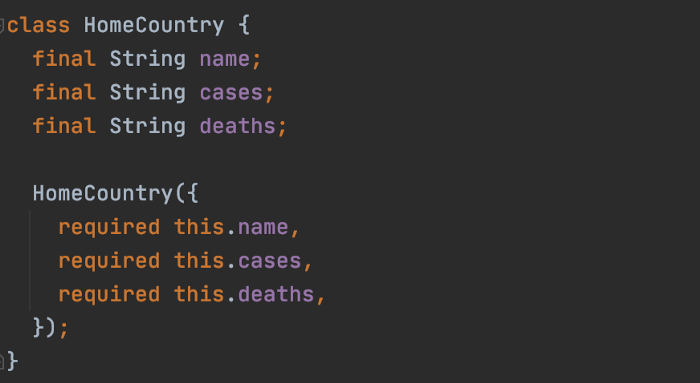 class HomeCountry {
  final String name;
  final String cases;
  final String deaths;

  HomeCountry({
    required this.name,
    required this.cases,
    required this.deaths,
  });
}